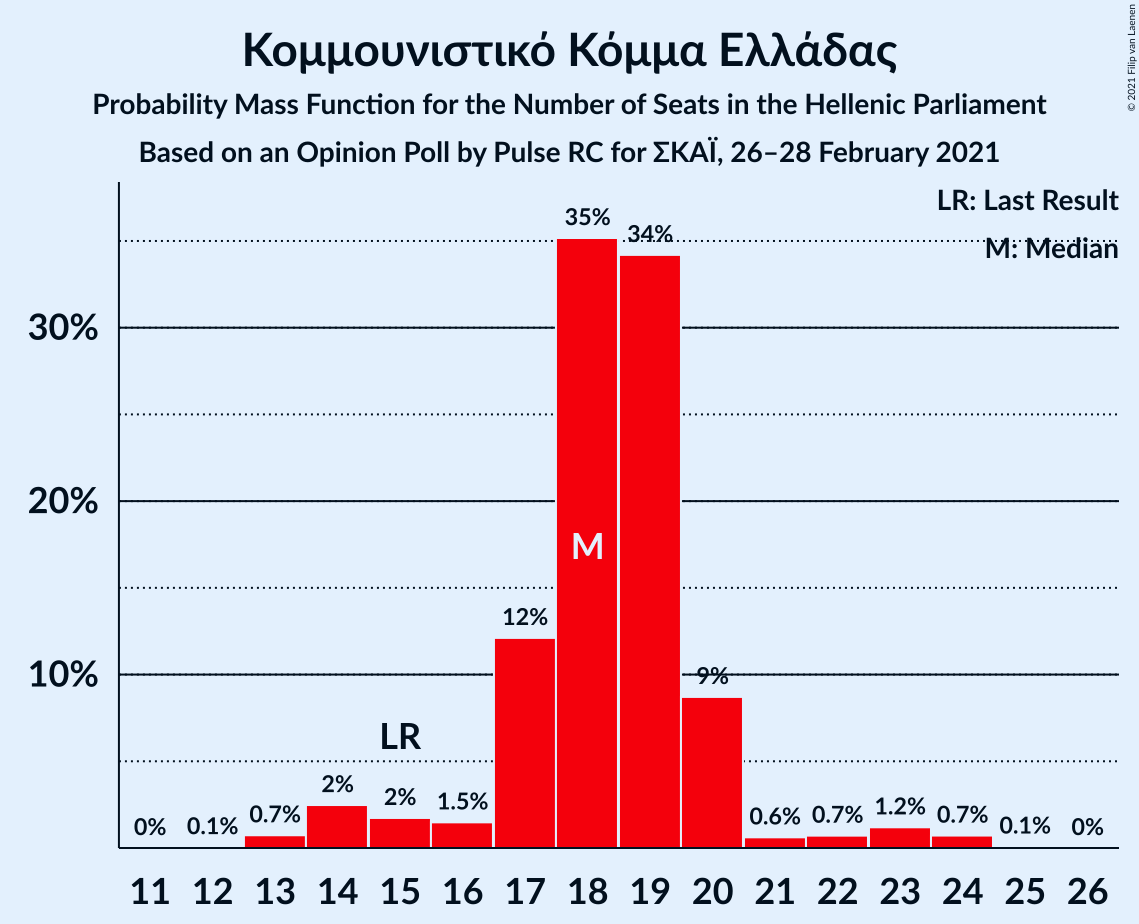 Κομμουνιστικό Κόμμα Ελλάδας
Probability Mass Function for the Number of Seats in the Hellenic Parliament
Based on an Opinion Poll by Pulse RC for ΣΚΑΪ, 26–28 February 2021
© 2021 Filip van Laenen
LR: Last Result
M: Median
35%
34%
30%
20%
M
12%
10%
9%
LR
0%
0.1%
0.7%
2%
2%
1.5%
0.6%
0.7%
1.2%
0.7%
0.1%
0%
11 12 13 14 15 16 17 18 19 20 21 22 23 24 25 26